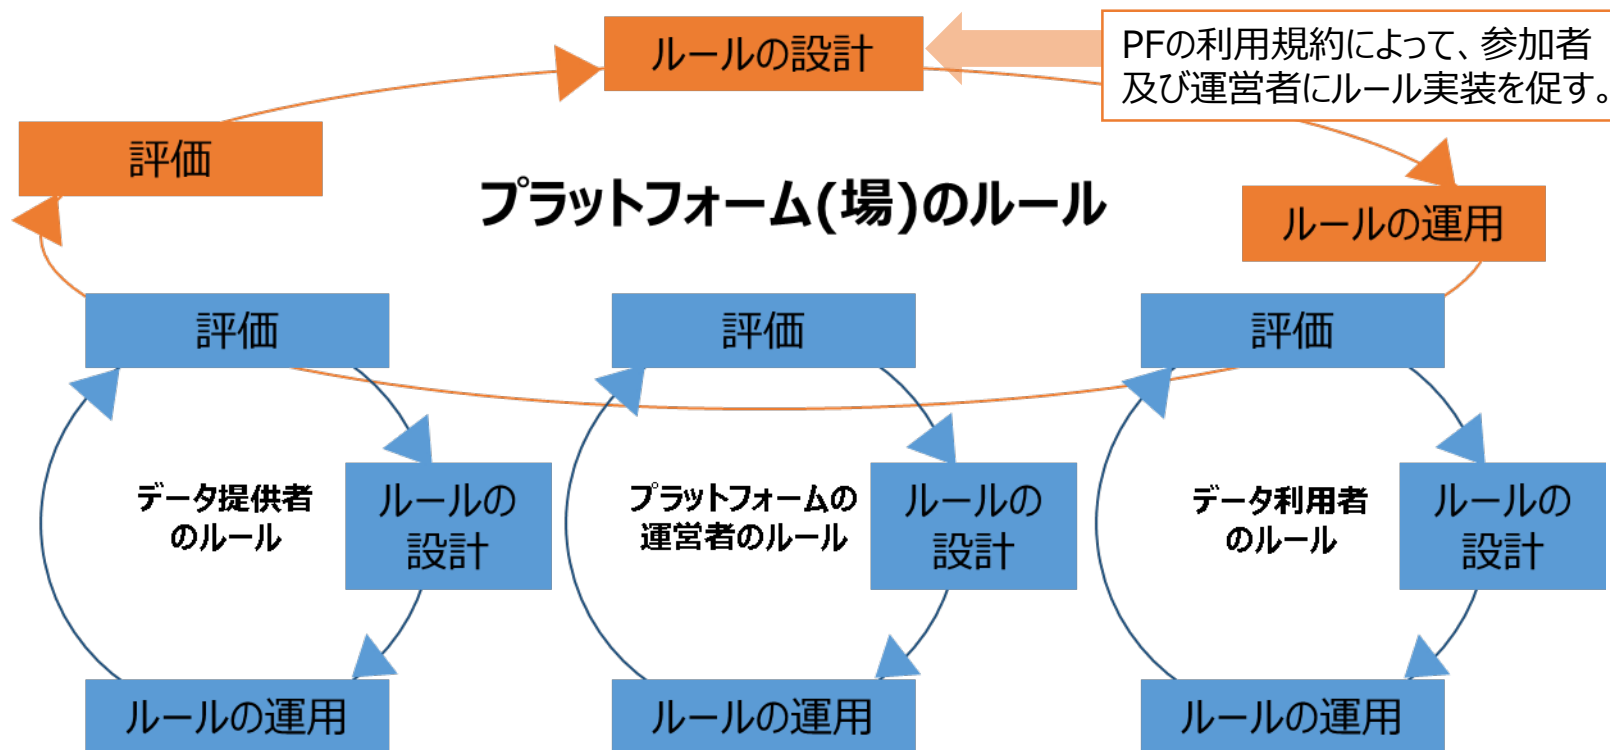 ルールの設計
PFの利用規約によって、参加者
及び運営者にルール実装を促す。
評価
プラットフォーム(場)のルール
ルールの運用
評価
評価
評価
データ提供者
のルール
ルールの
設計
プラットフォームの
運営者のルール
ルールの
設計
データ利用者
のルール
ルールの
設計
ルールの運用
ルールの運用
ルールの運用